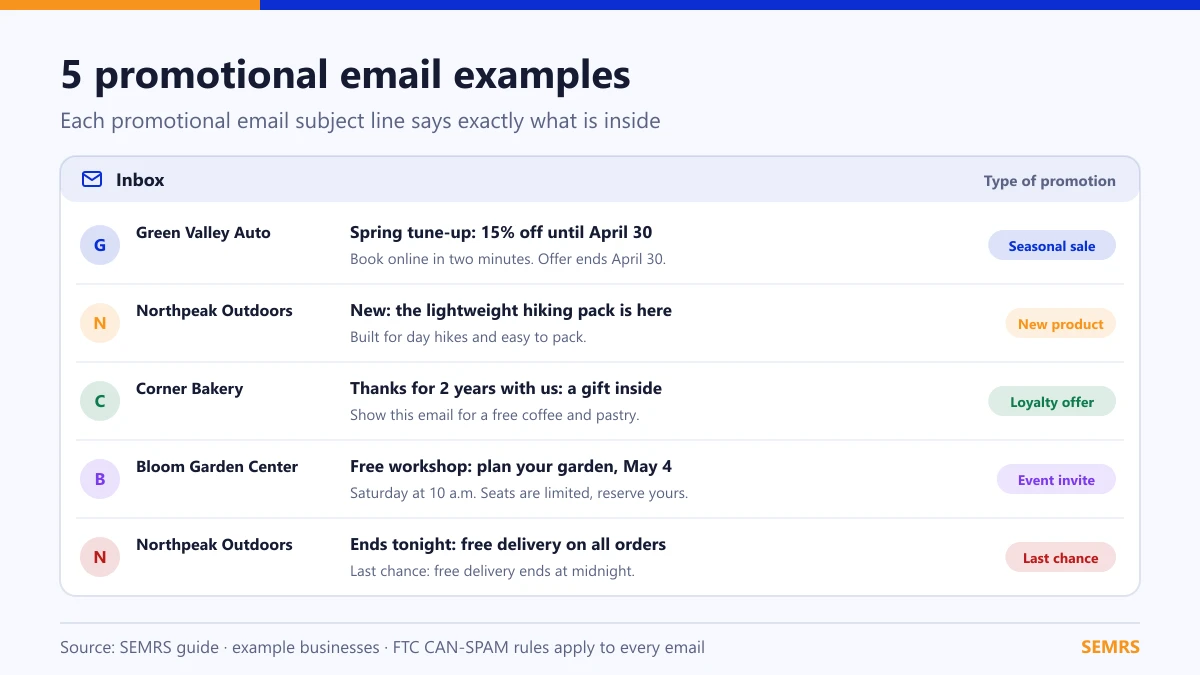 5 promotional email examples
Each promotional email subject line says exactly what is inside
Inbox
Type of promotion
G
Green Valley Auto
Spring tune-up: 15% off until April 30
Book online in two minutes. Offer ends April 30.
Seasonal sale
N
Northpeak Outdoors
New: the lightweight hiking pack is here
Built for day hikes and easy to pack.
New product
C
Corner Bakery
Thanks for 2 years with us: a gift inside
Show this email for a free coffee and pastry.
Loyalty offer
B
Bloom Garden Center
Free workshop: plan your garden, May 4
Saturday at 10 a.m. Seats are limited, reserve yours.
Event invite
N
Northpeak Outdoors
Ends tonight: free delivery on all orders
Last chance: free delivery ends at midnight.
Last chance
Source: SEMRS guide · example businesses · FTC CAN-SPAM rules apply to every email
SEMRS